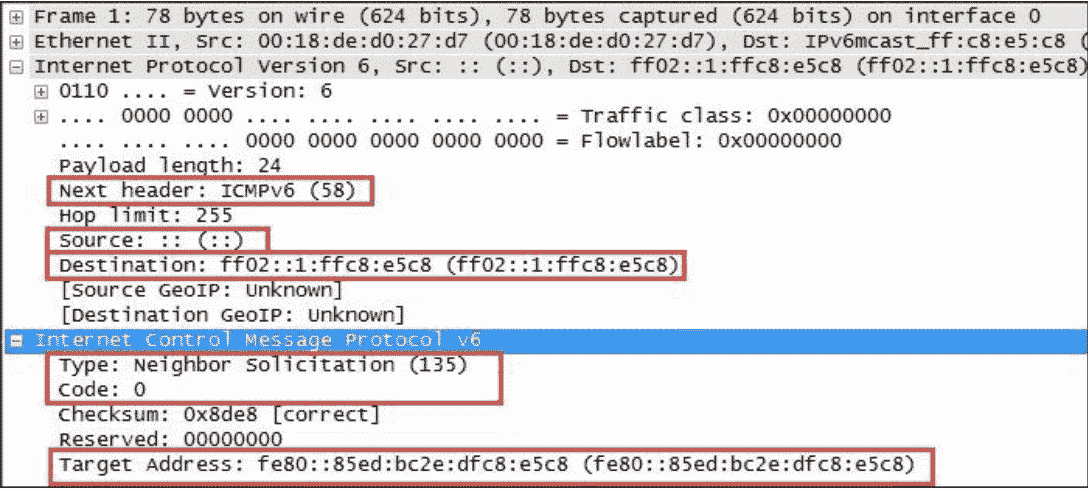 Frame 1: 78 bytes on wire (624 bits), 78 bytes captured (624 bits) on interface 0
Ethernet II, Src: 00:18:de:d0:27:d7 (00:18:de:d0:27:d7), Dst: IPv6mcast_ff:c8:e5:c8 (
Internet Protocol Version 6, Src: :: (::), Dst: ff02::1:ffc8:e5c8 (ff02::1:ffc8:e5c8)
0110 .... = Version: 6
.... 0000 0000 .... .... .... .... .... = Traffic class: 0x00000000
.... .... .... 0000 0000 0000 0000 0000 = Flowlabel: 0x00000000
Payload length: 24
Next header: ICMPv6 (58)
Hop limit: 255
Source: :: (::)
Destination: ff02::1:ffc8:e5c8 (ff02::1:ffc8:e5c8)
[Source GeoIP: Unknown]
[Destination GeoIP: Unknown]
Internet Control Message Protocol v6
Type: Neighbor Solicitation (135)
Code: 0
Checksum: 0x8de8 [correct]
Reserved: 00000000
Target Address: fe80::85ed:bc2e:dfc8:e5c8 (fe80::85ed:bc2e:dfc8:e5c8)